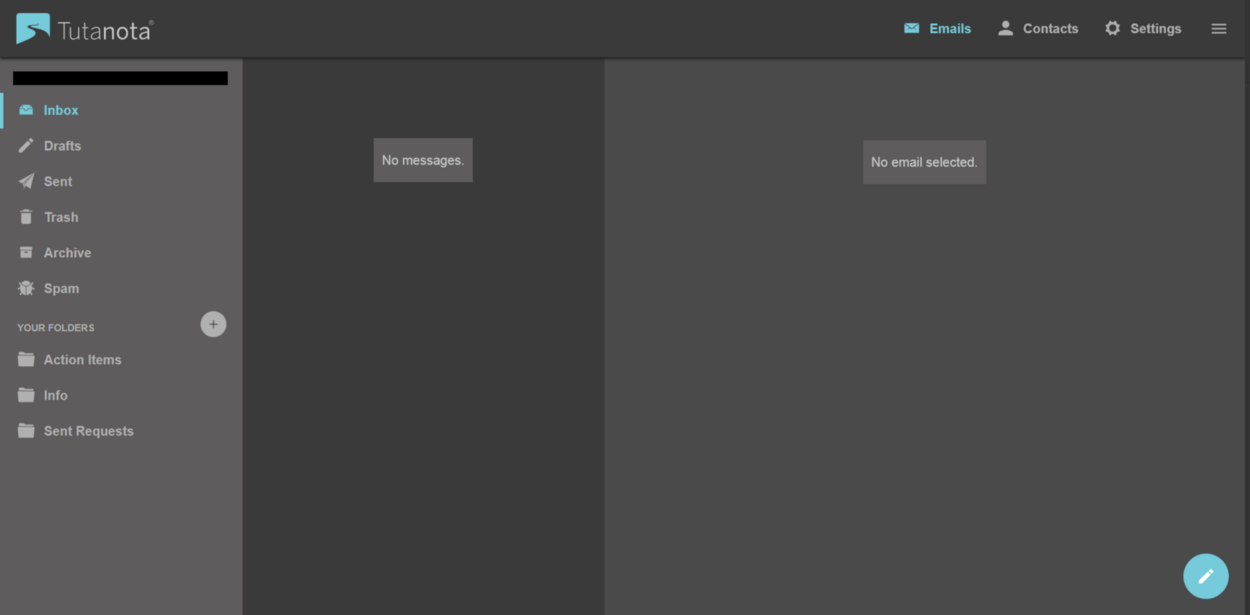 Tutanota®
Emails
Contacts
Settings
Inbox
Drafts
Sent
Trash
Archive
Spam
YOUR FOLDERS
Action Items
Info
Sent Requests
No messages.
No email selected.